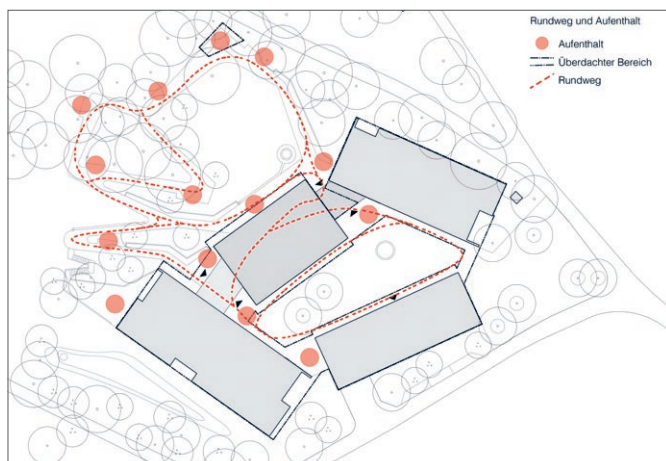 Rundweg und Aufenthalt
Aufenthalt
Überdachter Bereich
Rundweg